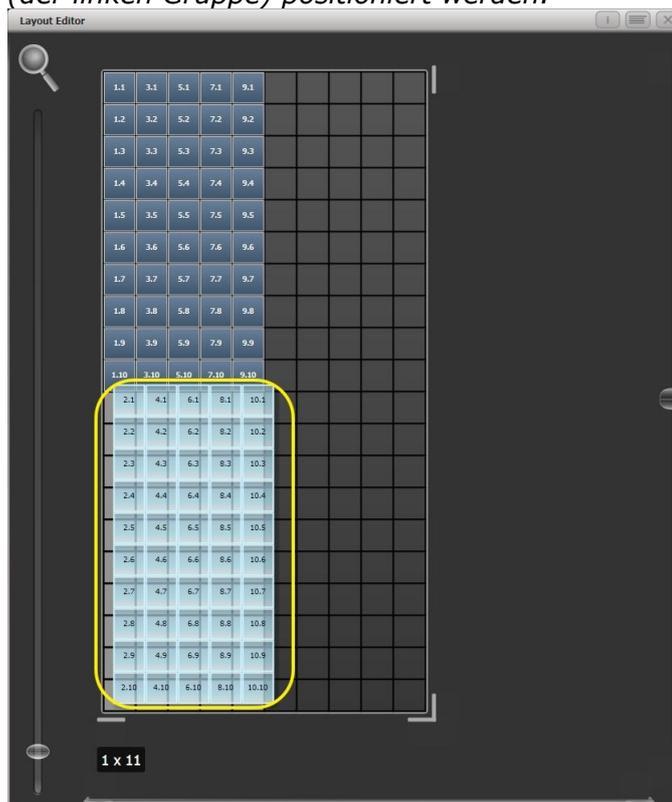 (der linken Gruppe) positioniert werden.
Layout Editor
1.1 3.1 5.1 7.1 9.1
1.2 3.2 5.2 7.2 9.2
1.3 3.3 5.3 7.3 9.3
1.4 3.4 5.4 7.4 9.4
1.5 3.5 5.5 7.5 9.5
1.6 3.6 5.6 7.6 9.6
1.7 3.7 5.7 7.7 9.7
1.8 3.8 5.8 7.8 9.8
1.9 3.9 5.9 7.9 9.9
1.10 3.10 5.10 7.10 9.10
2.1 4.1 6.1 8.1 10.1
2.2 4.2 6.2 8.2 10.2
2.3 4.3 6.3 8.3 10.3
2.4 4.4 6.4 8.4 10.4
2.5 4.5 6.5 8.5 10.5
2.6 4.6 6.6 8.6 10.6
2.7 4.7 6.7 8.7 10.7
2.8 4.8 6.8 8.8 10.8
2.9 4.9 6.9 8.9 10.9
2.10 4.10 6.10 8.10 10.10
1 x 11